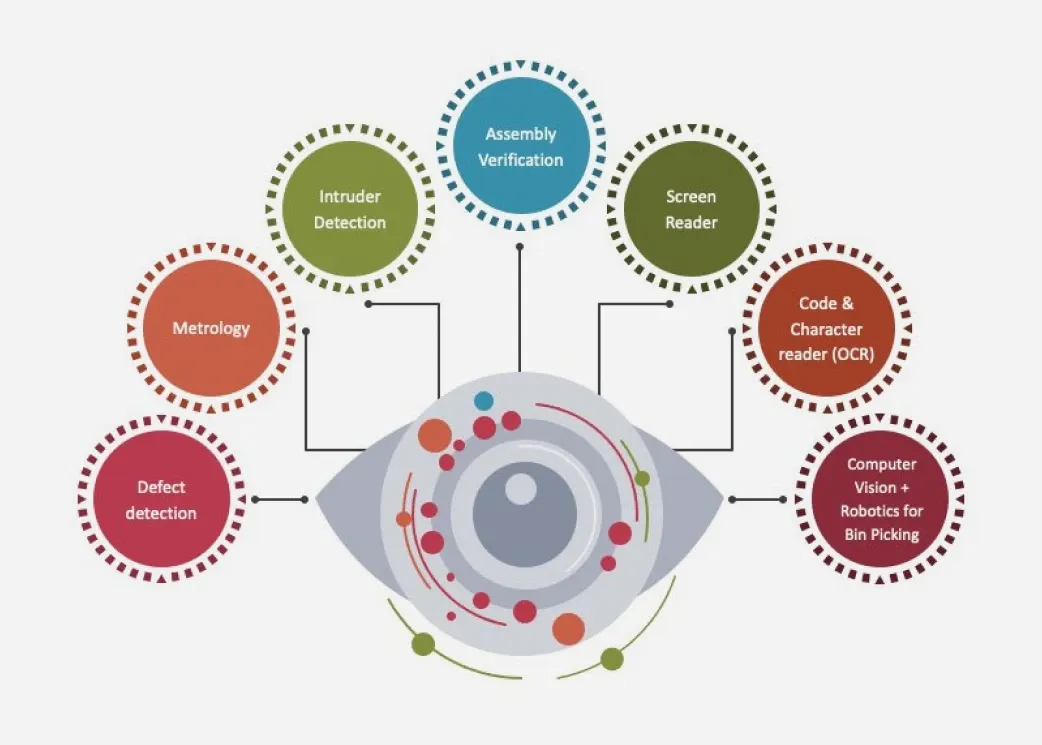 Assembly
Verification
Intruder
Detection
Screen
Reader
Metrology
Code &
Character
reader (OCR)
Defect
detection
Computer
Vision +
Robotics for
Bin Picking